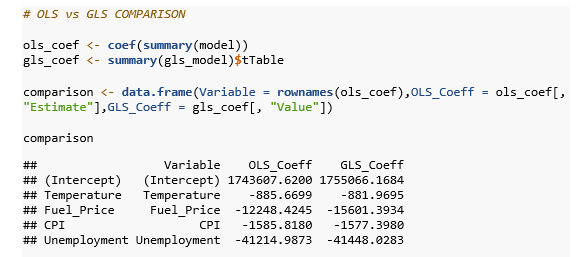 # OLS vs GLS COMPARISON
ols_coef <- coef(summary(model))
gls_coef <- summary(gls_model)$tTable
comparison <- data.frame(Variable = rownames(ols_coef),OLS_Coeff = ols_coef[,
"Estimate"],GLS_Coeff = gls_coef[, "Value"])
comparison
##                  Variable    OLS_Coeff    GLS_Coeff
## (Intercept)   (Intercept) 1743607.6200 1755066.1684
## Temperature   Temperature    -885.6699    -881.9695
## Fuel_Price     Fuel_Price  -12248.4245  -15601.3934
## CPI                   CPI   -1585.8180   -1577.3980
## Unemployment Unemployment  -41214.9873  -41448.0283